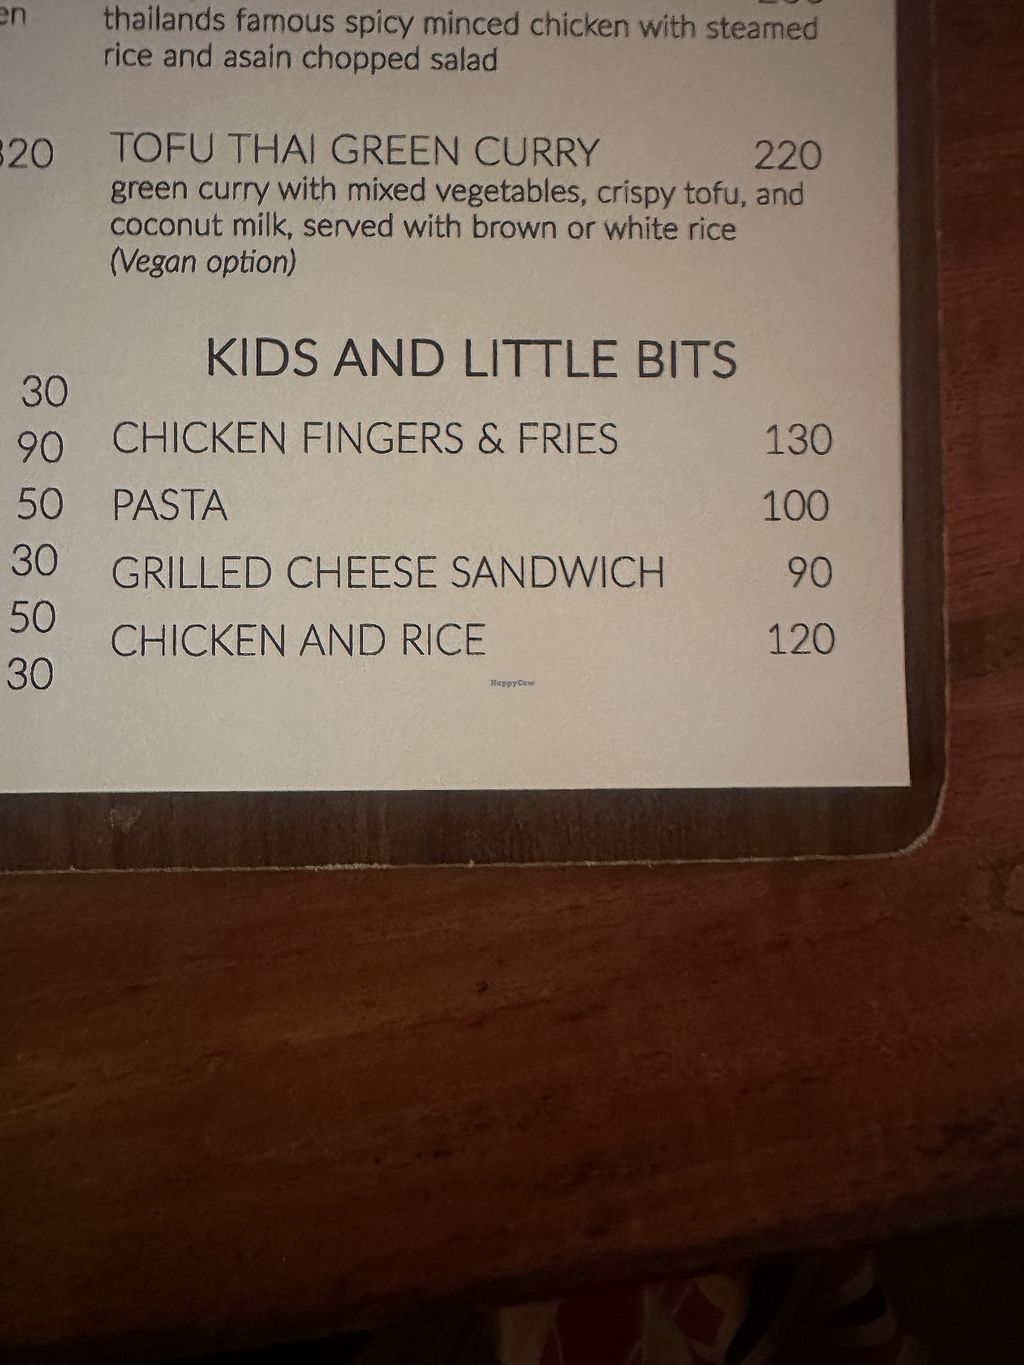 en
thailands famous spicy minced chicken with steamed
rice and asain chopped salad
320
TOFU THAI GREEN CURRY 220
green curry with mixed vegetables, crispy tofu, and
coconut milk, served with brown or white rice
(Vegan option)
KIDS AND LITTLE BITS
30
CHICKEN FINGERS & FRIES 130
90
PASTA 100
50
GRILLED CHEESE SANDWICH 90
30
CHICKEN AND RICE 120
50
30
HappyCow